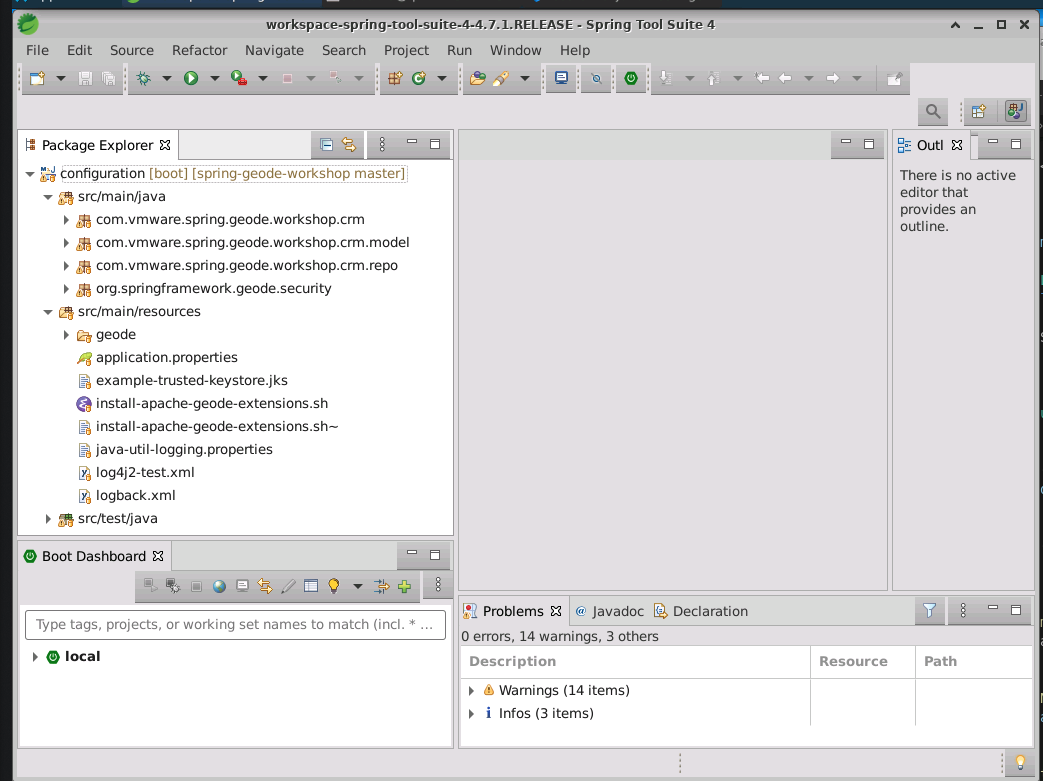 workspace-spring-tool-suite-4-4.7.1.RELEASE - Spring Tool Suite 4
File Edit Source Refactor Navigate Search Project Run Window Help
Package Explorer
configuration [boot] [spring-geode-workshop master]
src/main/java
com.vmware.spring.geode.workshop.crm
com.vmware.spring.geode.workshop.crm.model
com.vmware.spring.geode.workshop.crm.repo
org.springframework.geode.security
src/main/resources
geode
application.properties
example-trusted-keystore.jks
install-apache-geode-extensions.sh
install-apache-geode-extensions.sh~
java-util-logging.properties
log4j2-test.xml
logback.xml
src/test/java
Outl
There is no active
editor that
provides an
outline.
Boot Dashboard
Type tags, projects, or working set names to match (incl. * ...
local
Problems @ Javadoc Declaration
0 errors, 14 warnings, 3 others
Description Resource Path
Warnings (14 items)
Infos (3 items)